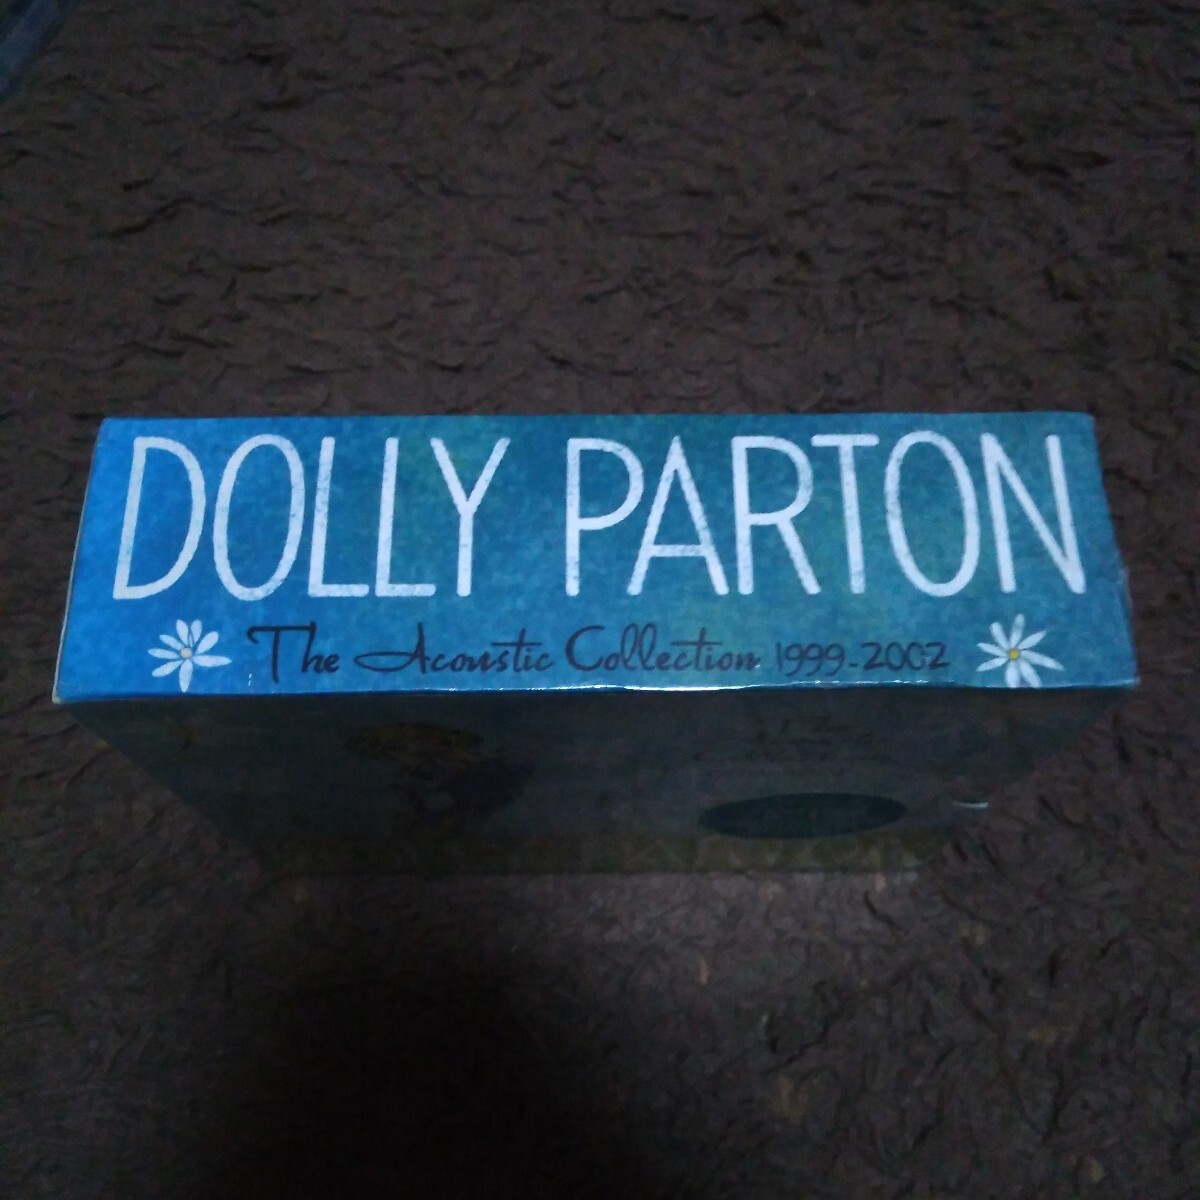 DOLLY PARTON
The Acoustic Collection 1999-2002